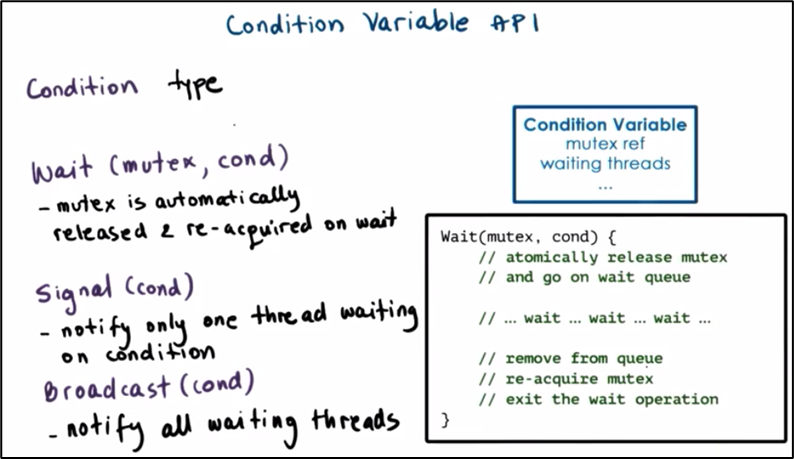 Condition Variable API
Condition type
Wait (mutex, cond)
- mutex is automatically
released & re-acquired on wait
Signal (cond)
- notify only one thread waiting
on condition
Broadcast (cond)
- notify all waiting threads
Condition Variable
mutex ref
waiting threads
...
Wait(mutex, cond) {
// atomically release mutex
// and go on wait queue
// ... wait ... wait ... wait ...
// remove from queue
// re-acquire mutex
// exit the wait operation
}